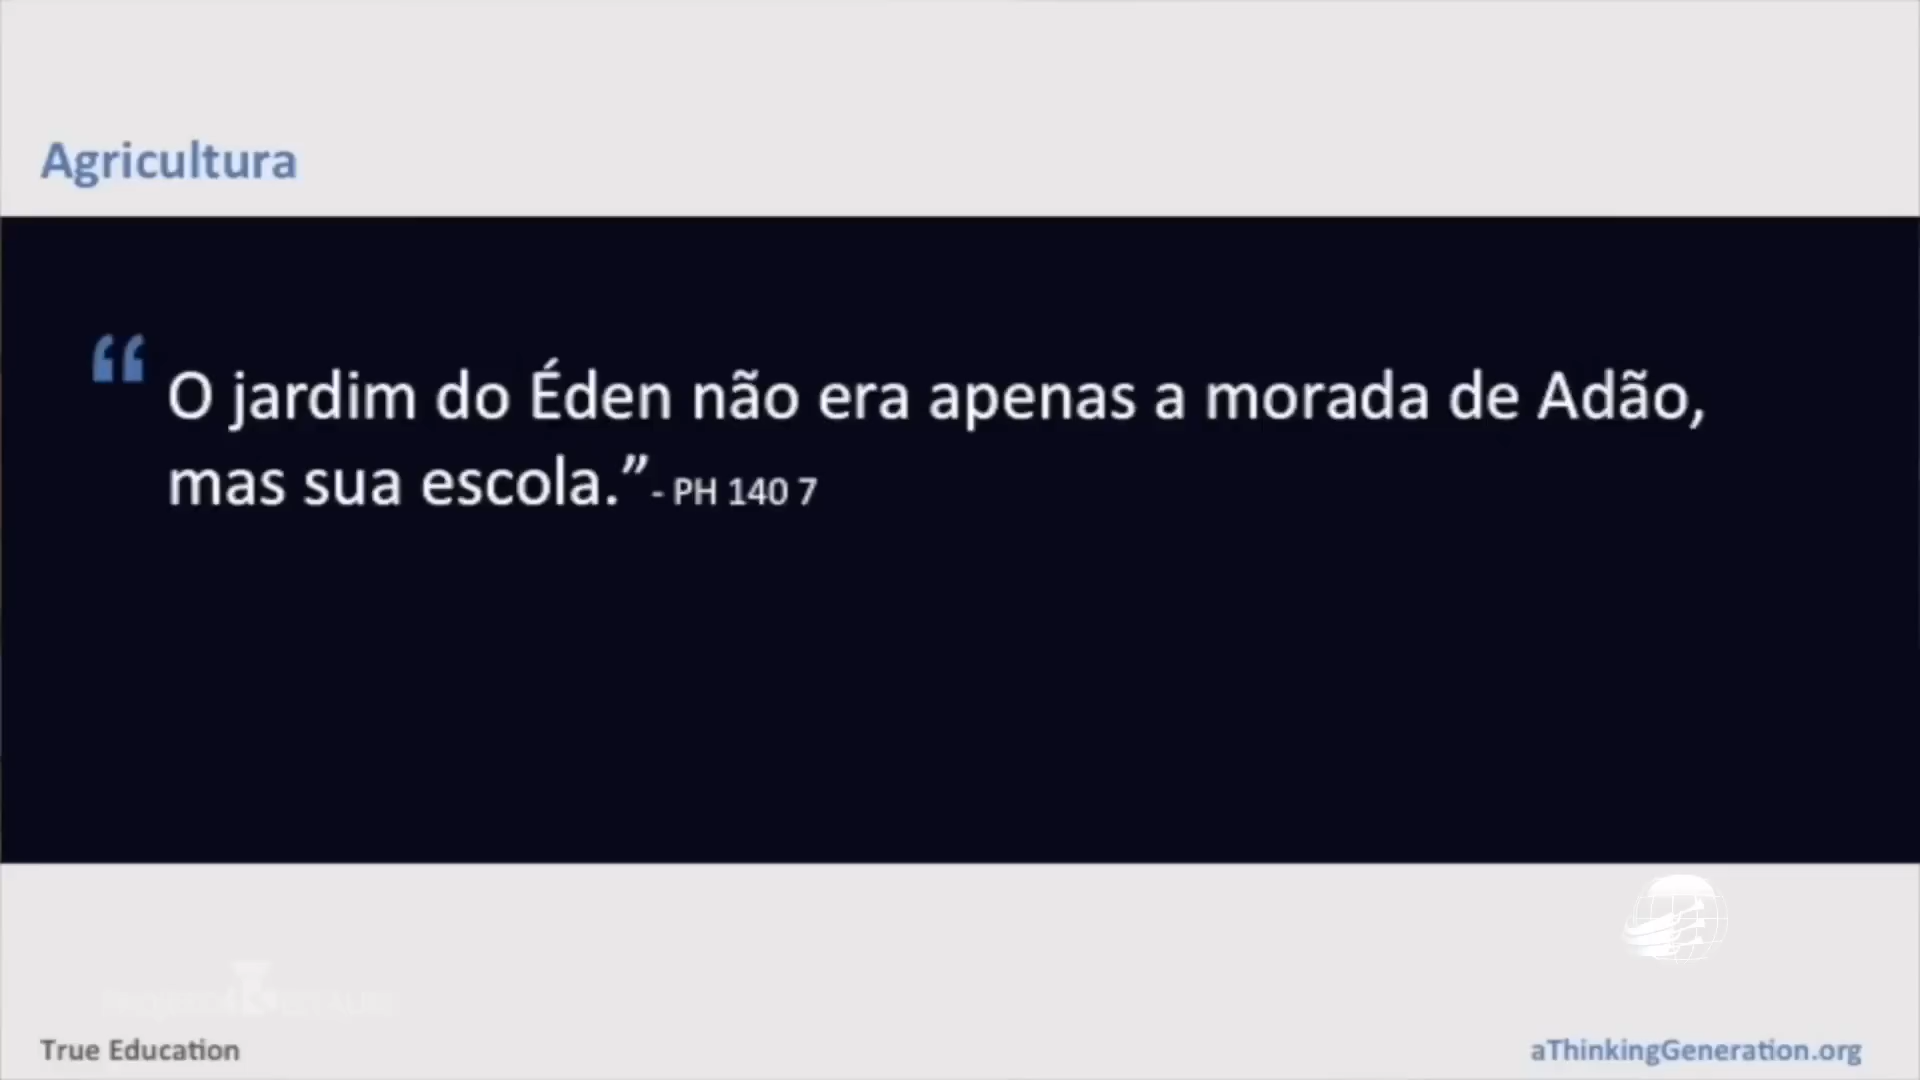 Agricultura
“O jardim do Éden não era apenas a morada de Adão,
mas sua escola.”- PH 140 7
True Education
aThinkingGeneration.org